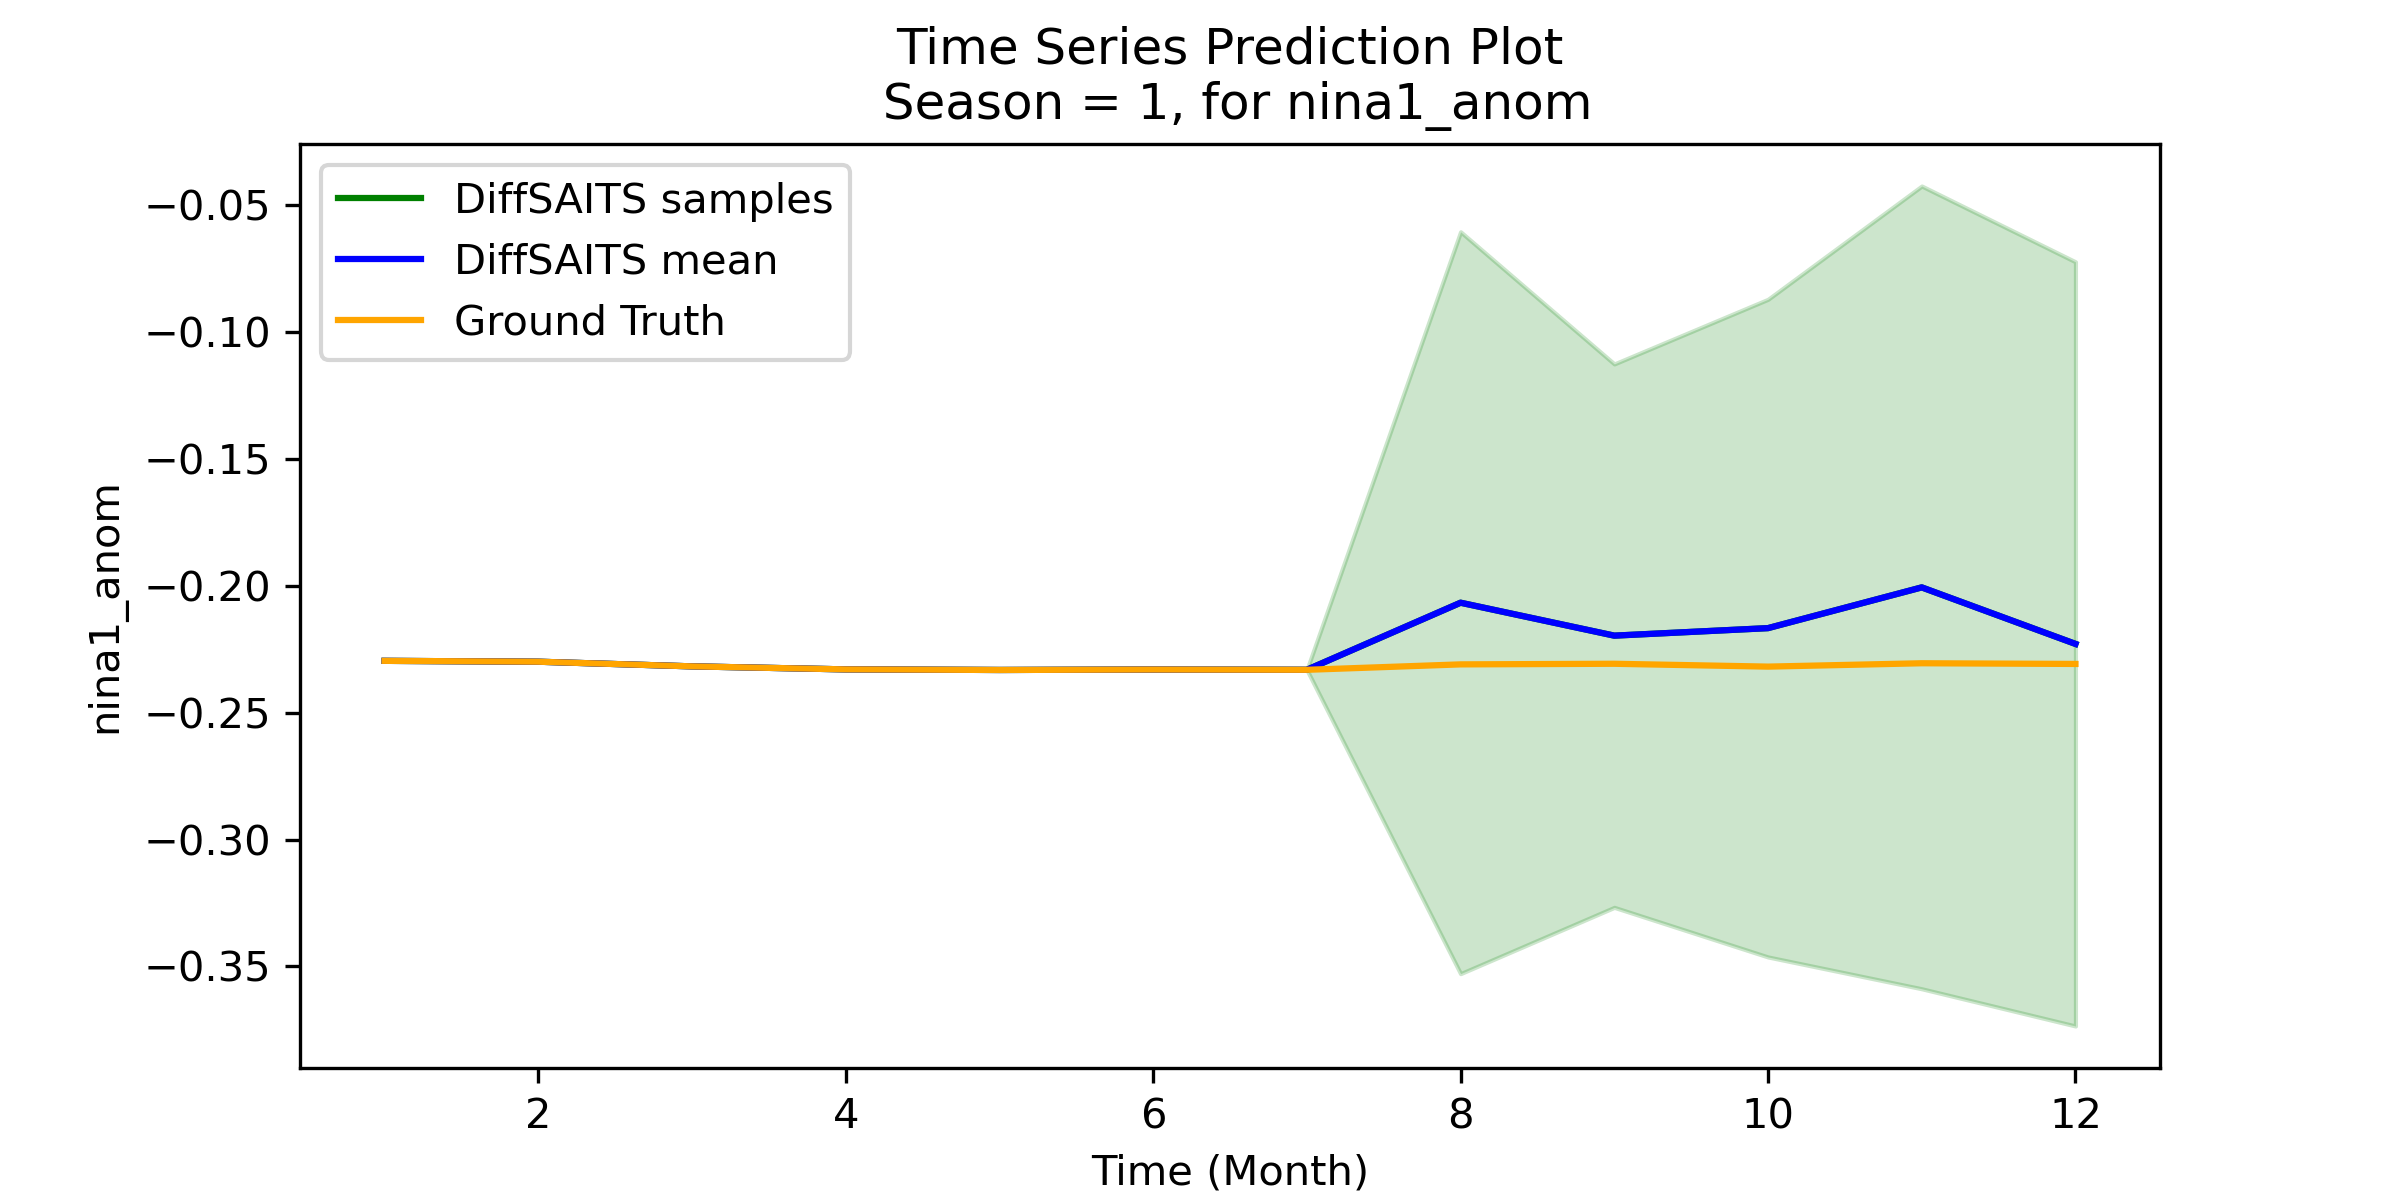 Time Series Prediction Plot
Season = 1, for nina1_anom
DiffSAITS samples
DiffSAITS mean
Ground Truth
−0.05
−0.10
−0.15
−0.20
−0.25
−0.30
−0.35
nina1_anom
2 4 6 8 10 12
Time (Month)